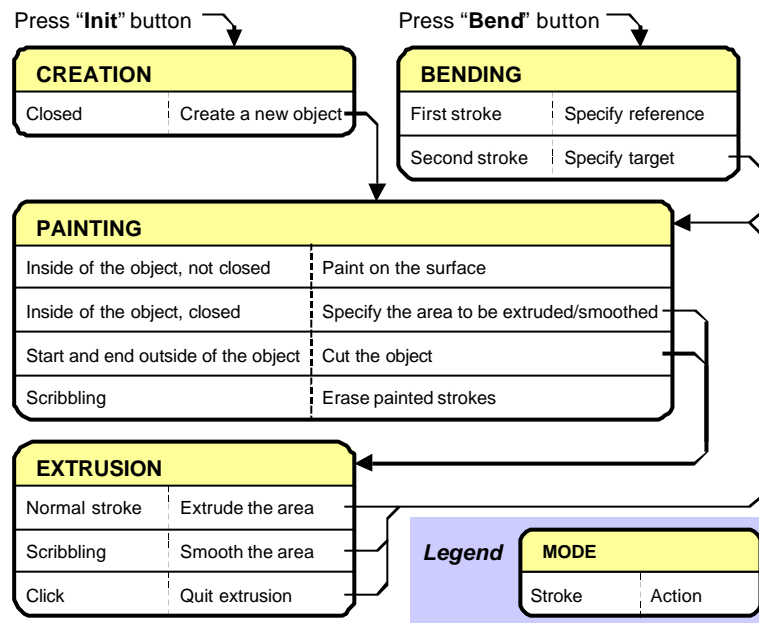 Press “Init” button
Press “Bend” button
CREATION
Closed Create a new object
BENDING
First stroke Specify reference
Second stroke Specify target
PAINTING
Inside of the object, not closed Paint on the surface
Inside of the object, closed Specify the area to be extruded/smoothed
Start and end outside of the object Cut the object
Scribbling Erase painted strokes
EXTRUSION
Normal stroke Extrude the area
Scribbling Smooth the area
Click Quit extrusion
Legend
MODE
Stroke Action